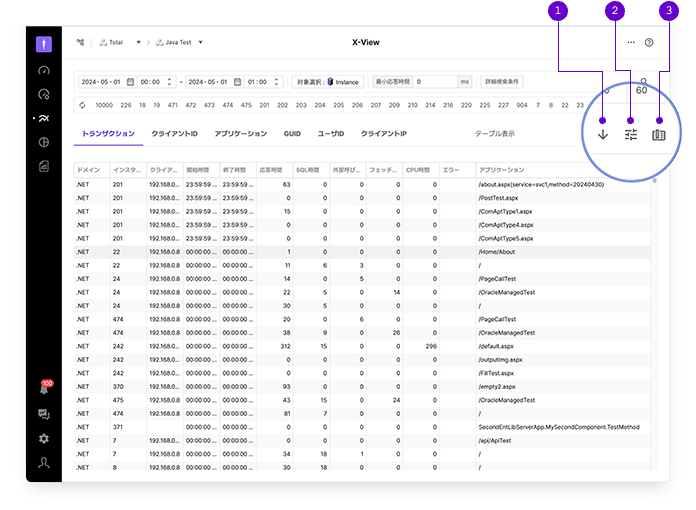 1 2 3
Total Java Test X-View
2024 - 05 - 01 00 : 00 ~ 2024 - 05 - 01 01 : 00 対象選択 : Instance 最小応答時間 0 ms 詳細検索条件
60
10000 226 18 19 471 472 473 474 475 201 202 203 204 205 206 207 209 210 213 214 216 220 225 227 904 7 8 22 23
トランザクション クライアントID アプリケーション GUID ユーザID クライアントIP テーブル表示
ドメイン インスタ... クライア... 開始時間 終了時間 応答時間 SQL時間 外部呼び... フェッチ... CPU時間 エラー アプリケーション
.NET 201 192.168.0... 23:59:59 ... 23:59:59 ... 63 0 0 0 0 /about.aspx(service=svc1,method=20240430)
.NET 201 192.168.0... 23:59:59 ... 23:59:59 ... 0 0 0 0 0 /PostTest.aspx
.NET 201 192.168.0... 23:59:59 ... 23:59:59 ... 15 0 0 0 0 /ComAptType1.aspx
.NET 201 192.168.0... 23:59:59 ... 23:59:59 ... 0 0 0 0 0 /ComAptType4.aspx
.NET 201 192.168.0... 23:59:59 ... 23:59:59 ... 0 0 0 0 0 /ComAptType5.aspx
.NET 22 192.168.0.8 00:00:00 ... 00:00:00 ... 1 0 0 0 0 /Home/About
.NET 22 192.168.0.8 00:00:00 ... 00:00:00 ... 11 6 3 0 0 /
.NET 24 192.168.0.8 00:00:00 ... 00:00:00 ... 14 0 5 0 0 /PageCallTest
.NET 24 192.168.0.8 00:00:00 ... 00:00:00 ... 22 5 0 14 0 /OracleManagedTest
.NET 24 192.168.0.8 00:00:00 ... 00:00:00 ... 30 5 0 0 0 /
.NET 474 192.168.0.8 00:00:00 ... 00:00:00 ... 20 0 6 0 0 /PageCallTest
.NET 474 192.168.0.8 00:00:00 ... 00:00:00 ... 38 9 0 26 0 /OracleManagedTest
.NET 242 192.168.0... 00:00:00 ... 00:00:00 ... 312 15 0 0 296 /default.aspx
.NET 242 192.168.0... 00:00:00 ... 00:00:00 ... 0 0 0 0 0 /outputImg.aspx
.NET 242 192.168.0... 00:00:00 ... 00:00:00 ... 0 0 0 0 0 /FillTest.aspx
.NET 370 192.168.0... 00:00:00 ... 00:00:00 ... 93 0 0 0 0 /empty2.aspx
.NET 475 192.168.0.8 00:00:00 ... 00:00:00 ... 43 15 0 24 0 /OracleManagedTest
.NET 474 192.168.0.8 00:00:00 ... 00:00:00 ... 81 7 0 0 0 /
.NET 371 00:00:00 ... 00:00:00 ... 0 0 0 0 0 SecondEntLibServerApp.MySecondComponent.TestMethod
.NET 7 192.168.0... 00:00:00 ... 00:00:00 ... 0 0 0 0 0 /api/ApiTest
.NET 7 192.168.0.8 00:00:00 ... 00:00:00 ... 34 18 1 0 0 /
.NET 8 192.168.0.8 00:00:00 ... 00:00:00 ... 30 18 0 0 0 /
100